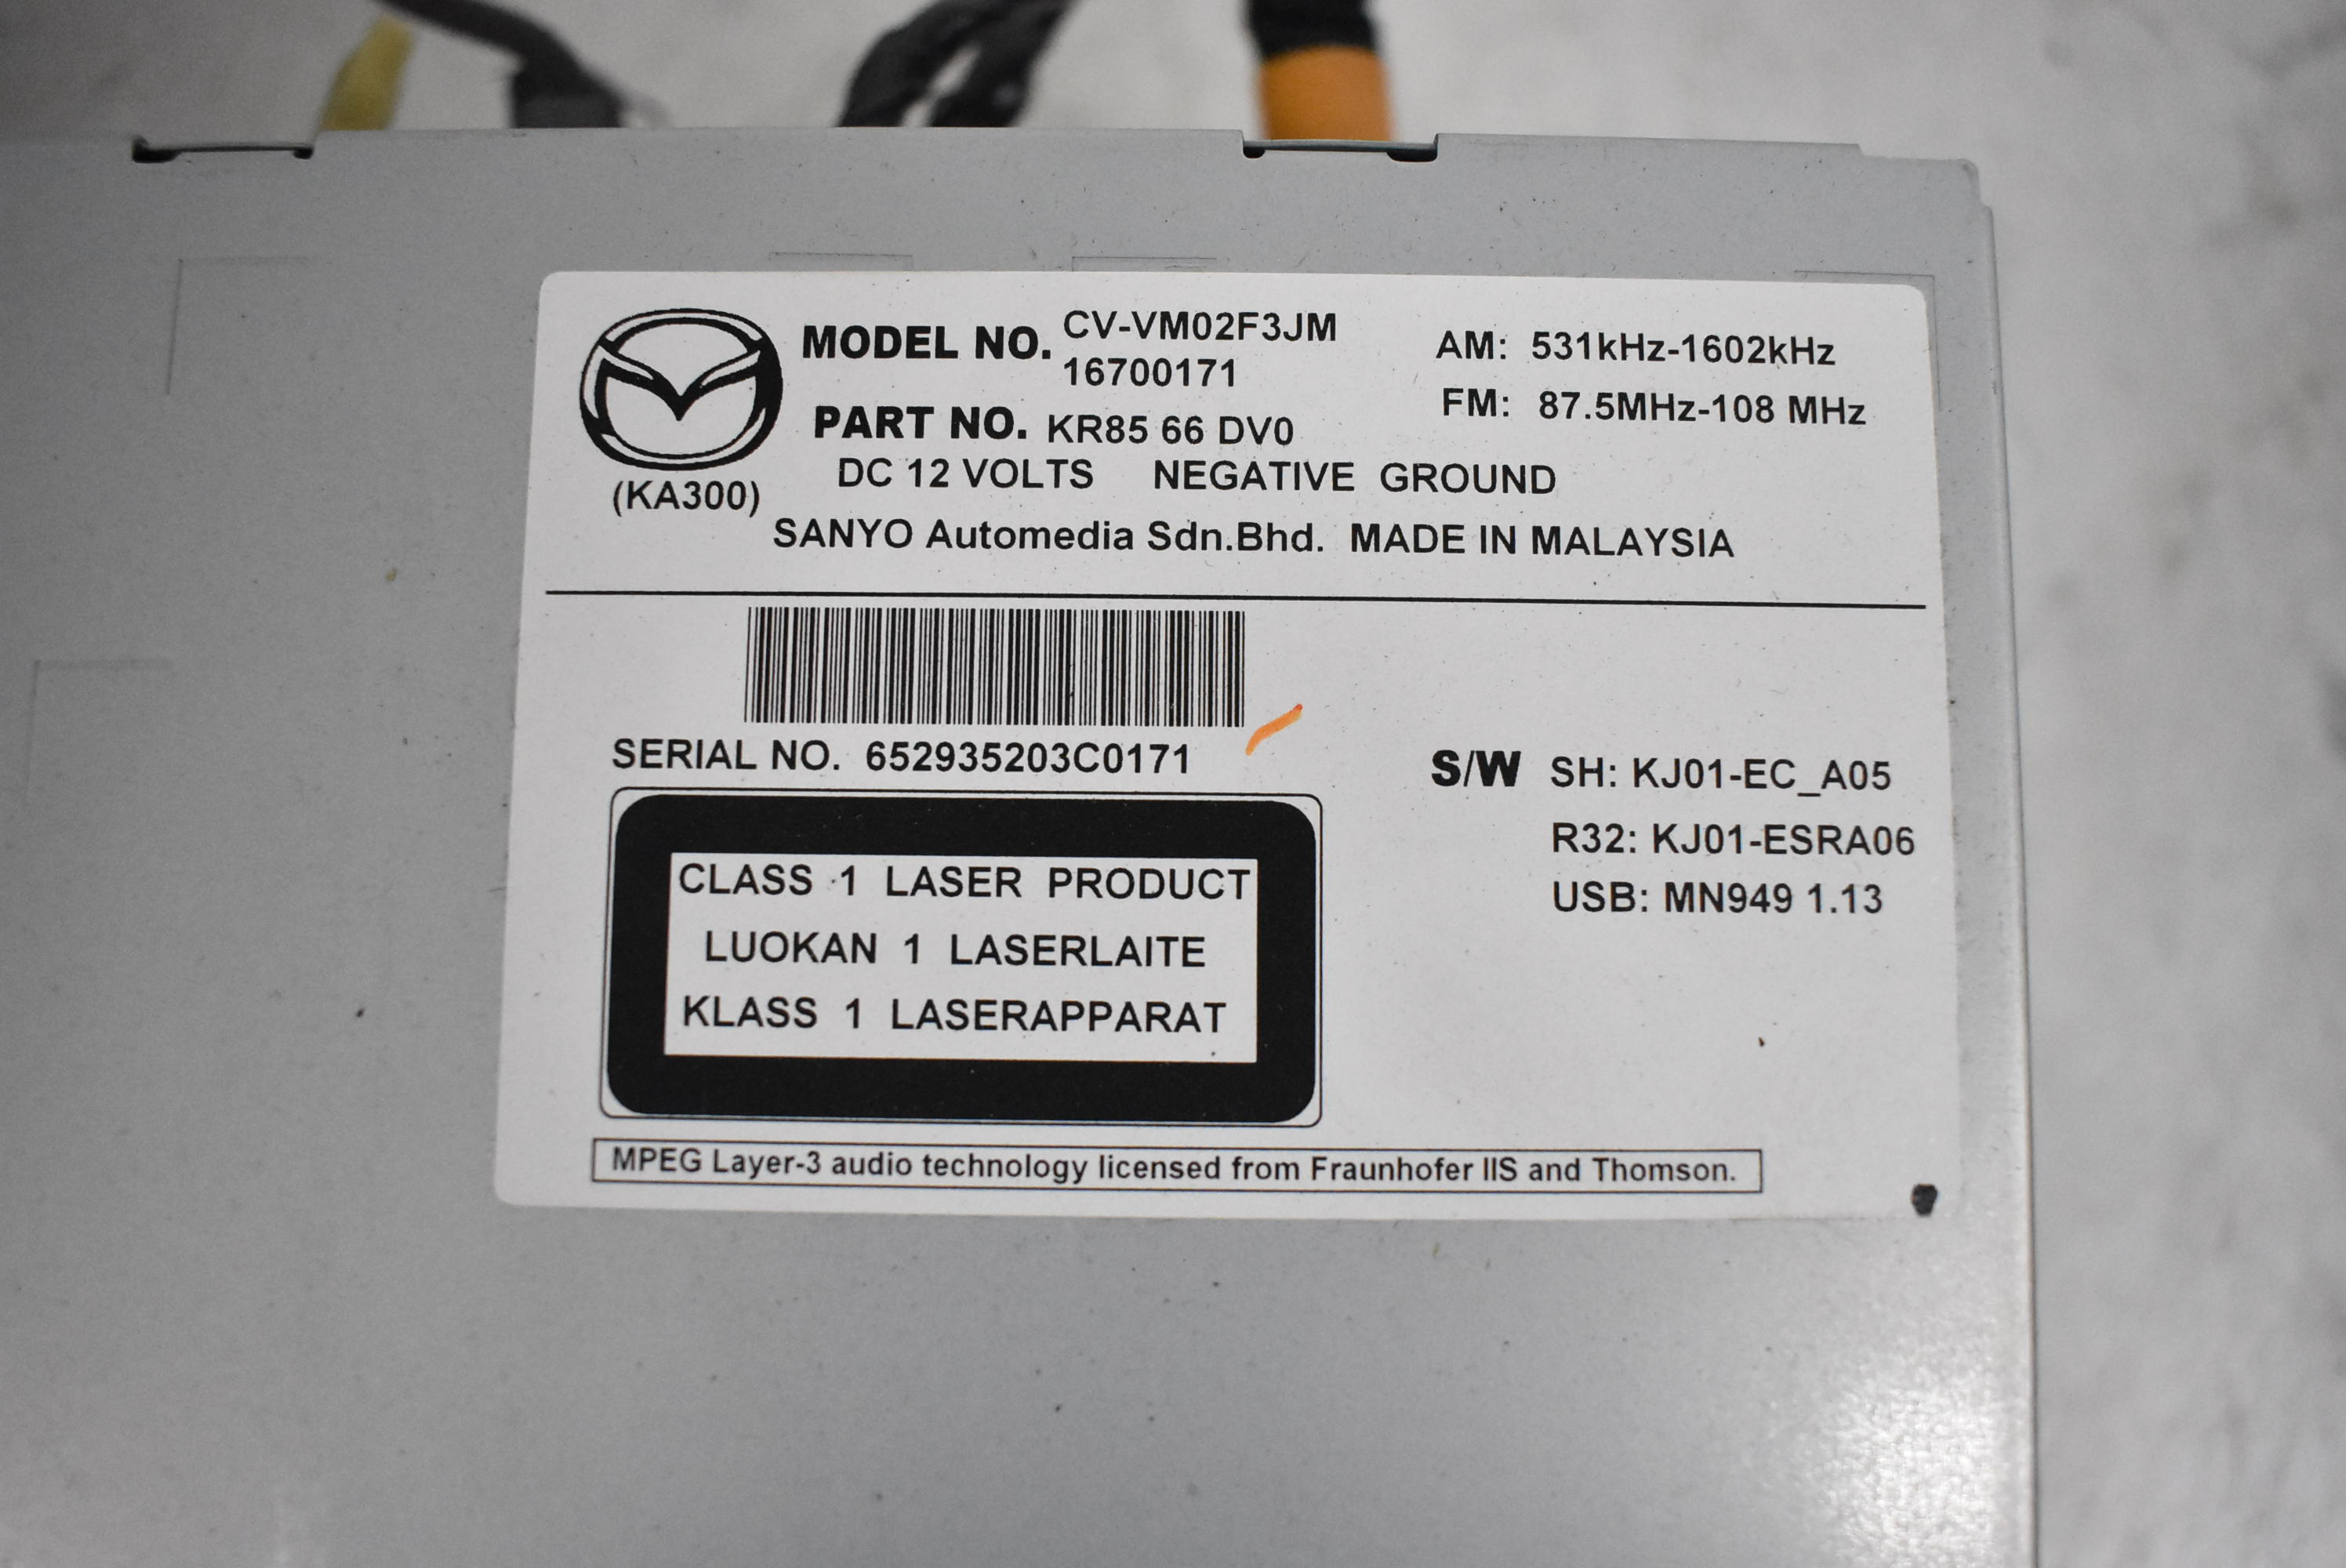 MODEL NO. CV-VM02F3JM
16700171
AM: 531kHz-1602kHz
FM: 87.5MHz-108 MHz
PART NO. KR85 66 DV0
(KA300)
DC 12 VOLTS NEGATIVE GROUND
SANYO Automedia Sdn.Bhd. MADE IN MALAYSIA
SERIAL NO. 652935203C0171
S/W SH: KJ01-EC_A05
R32: KJ01-ESRA06
USB: MN949 1.13
CLASS 1 LASER PRODUCT
LUOKAN 1 LASERLAITE
KLASS 1 LASERAPPARAT
MPEG Layer-3 audio technology licensed from Fraunhofer IIS and Thomson.